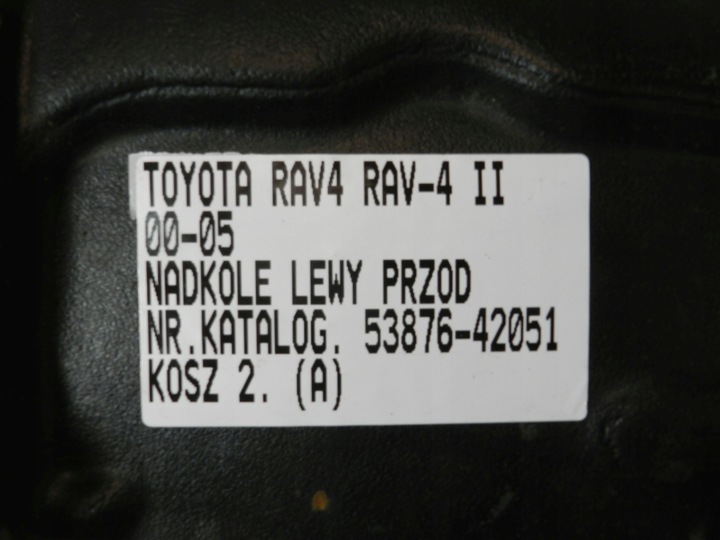 TOYOTA RAV4 RAV-4 II
00-05
NADKOLE LEWY PRZOD
NR.KATALOG. 53876-42051
KOSZ 2. (A)